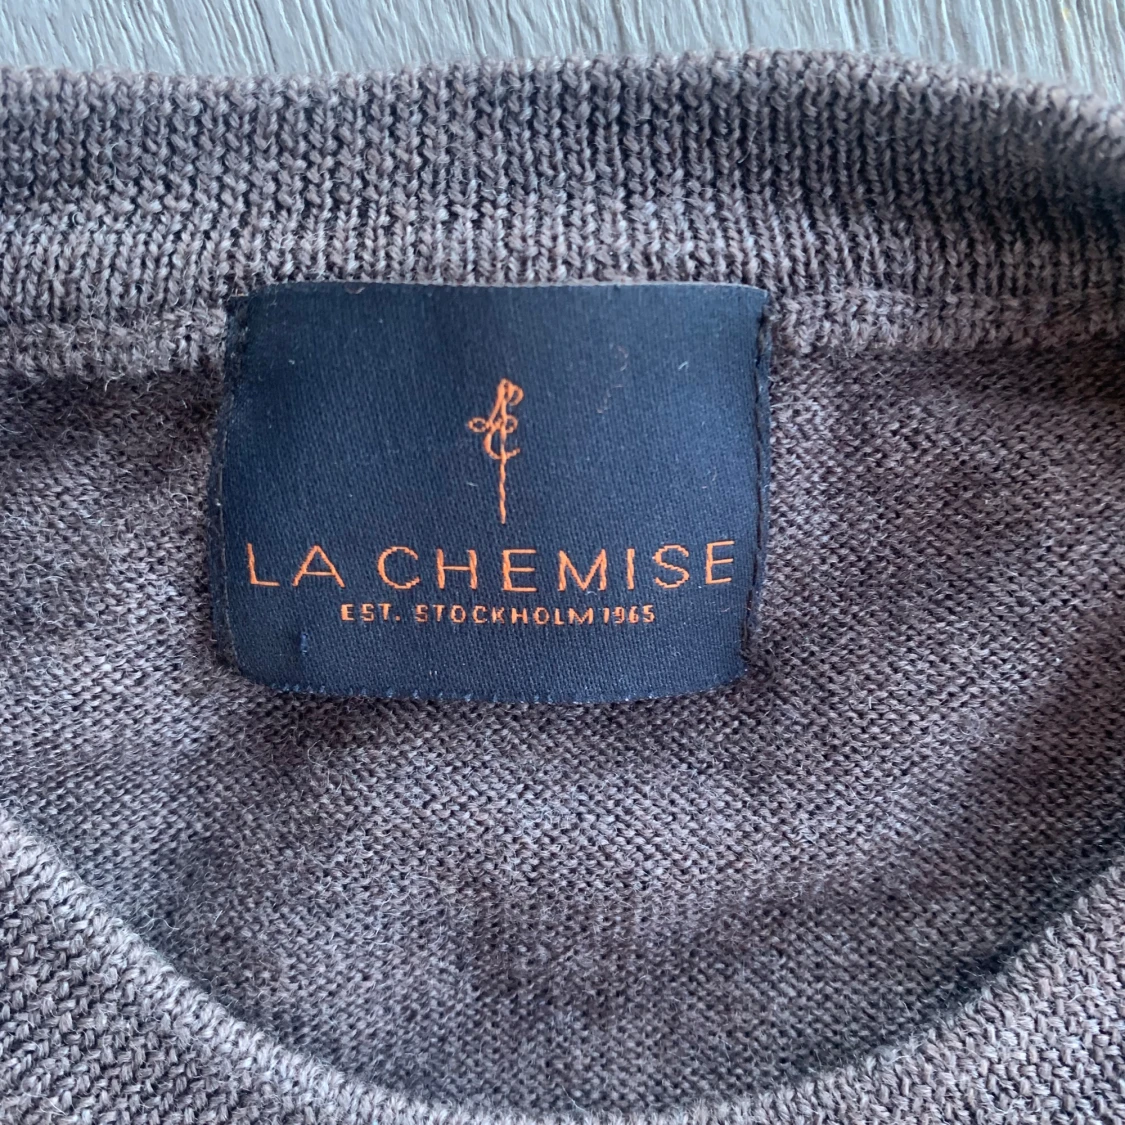 LA CHEMISE
EST. STOCKHOLM 1965